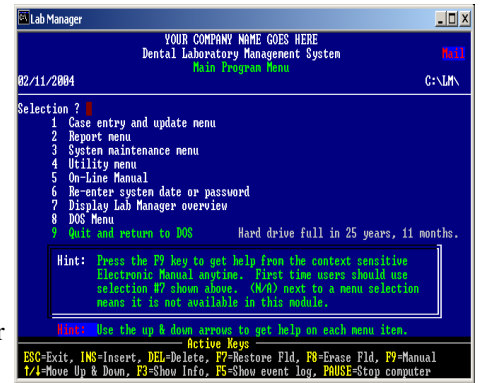 Lab Manager
YOUR COMPANY NAME GOES HERE
Dental Laboratory Management System Mail
Main Program Menu
02/11/2004 C:\LM\
Selection ?
1 Case entry and update menu
2 Report menu
3 System maintenance menu
4 Utility menu
5 On-Line Manual
6 Re-enter system date or password
7 Display Lab Manager overview
8 DOS Menu
9 Quit and return to DOS Hard drive full in 25 years, 11 months.
Hint: Press the F9 key to get help from the context sensitive
Electronic Manual anytime. First time users should use
selection #7 shown above. (N/A) next to a menu selection
means it is not available in this module.
r
Hint: Use the up & down arrows to get help on each menu item.
Active Keys
ESC=Exit, INS=Insert, DEL=Delete, F7=Restore Fld, F8=Erase Fld, F9=Manual
↑/↓=Move Up & Down, F3=Show Info, F5=Show event log, PAUSE=Stop computer